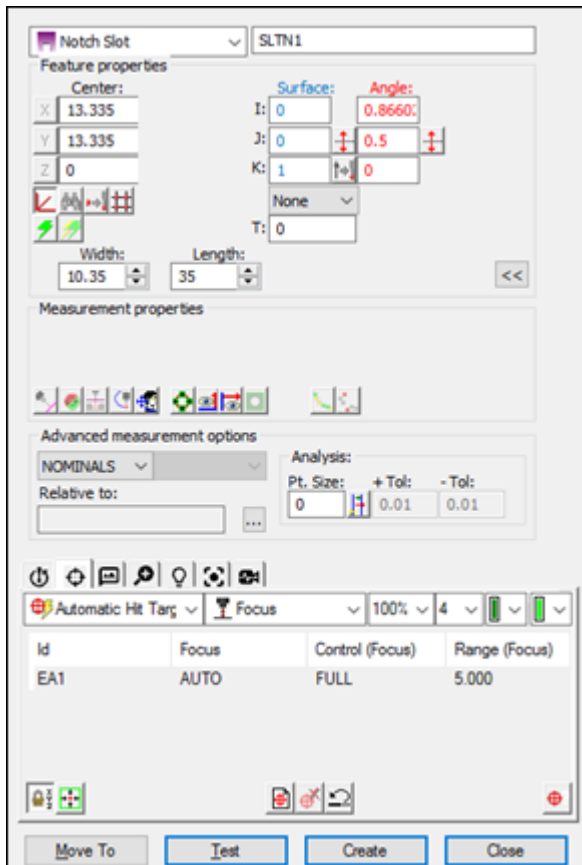 Notch Slot SLTN1
Feature properties
Center: Surface: Angle:
X 13.335 I: 0 0.8660
Y 13.335 J: 0 0.5
Z 0 K: 1 0
None
T: 0
Width: Length:
10.35 35 <<
Measurement properties
Advanced measurement options
NOMINALS Analysis:
Pt. Size: + Tol: - Tol:
Relative to: 0 0.01 0.01
...
Automatic Hit Targ Focus 100% 4
Id Focus Control (Focus) Range (Focus)
EA1 AUTO FULL 5.000
Move To Test Create Close